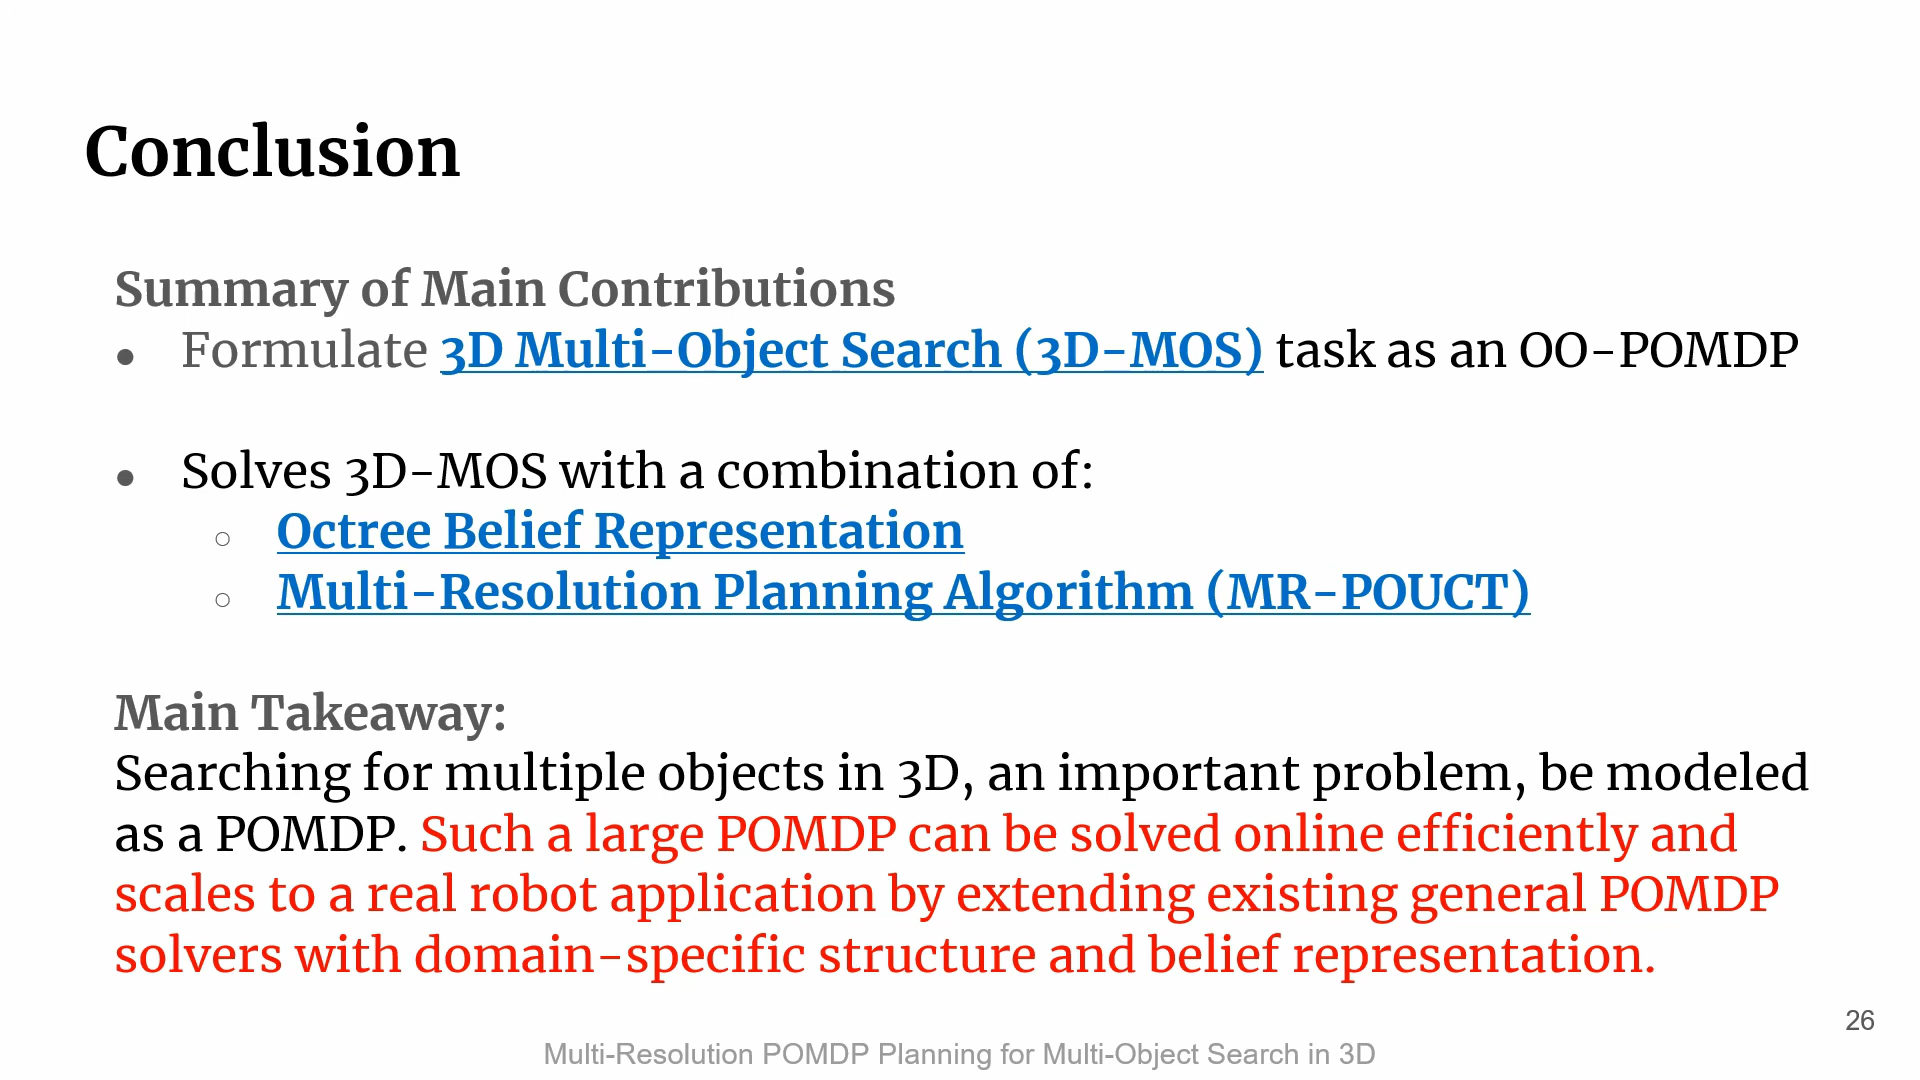 Conclusion
Summary of Main Contributions
● Formulate 3D Multi-Object Search (3D-MOS) task as an OO-POMDP
● Solves 3D-MOS with a combination of:
○ Octree Belief Representation
○ Multi-Resolution Planning Algorithm (MR-POUCT)
Main Takeaway:
Searching for multiple objects in 3D, an important problem, be modeled
as a POMDP. Such a large POMDP can be solved online efficiently and
scales to a real robot application by extending existing general POMDP
solvers with domain-specific structure and belief representation.
26
Multi-Resolution POMDP Planning for Multi-Object Search in 3D